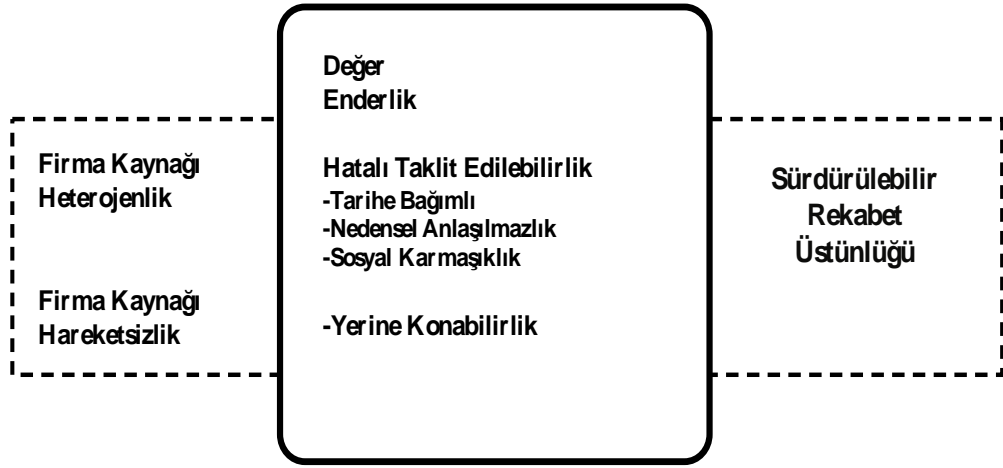 Firma Kaynağı
Heterojenlik
Firma Kaynağı
Hareketsizlik
Değer
Enderlik
Hatalı Taklit Edilebilirlik
-Tarihe Bağımlı
-Nedensel Anlaşılmazlık
-Sosyal Karmaşıklık
-Yerine Konabilirlik
Sürdürülebilir
Rekabet
Üstünlüğü